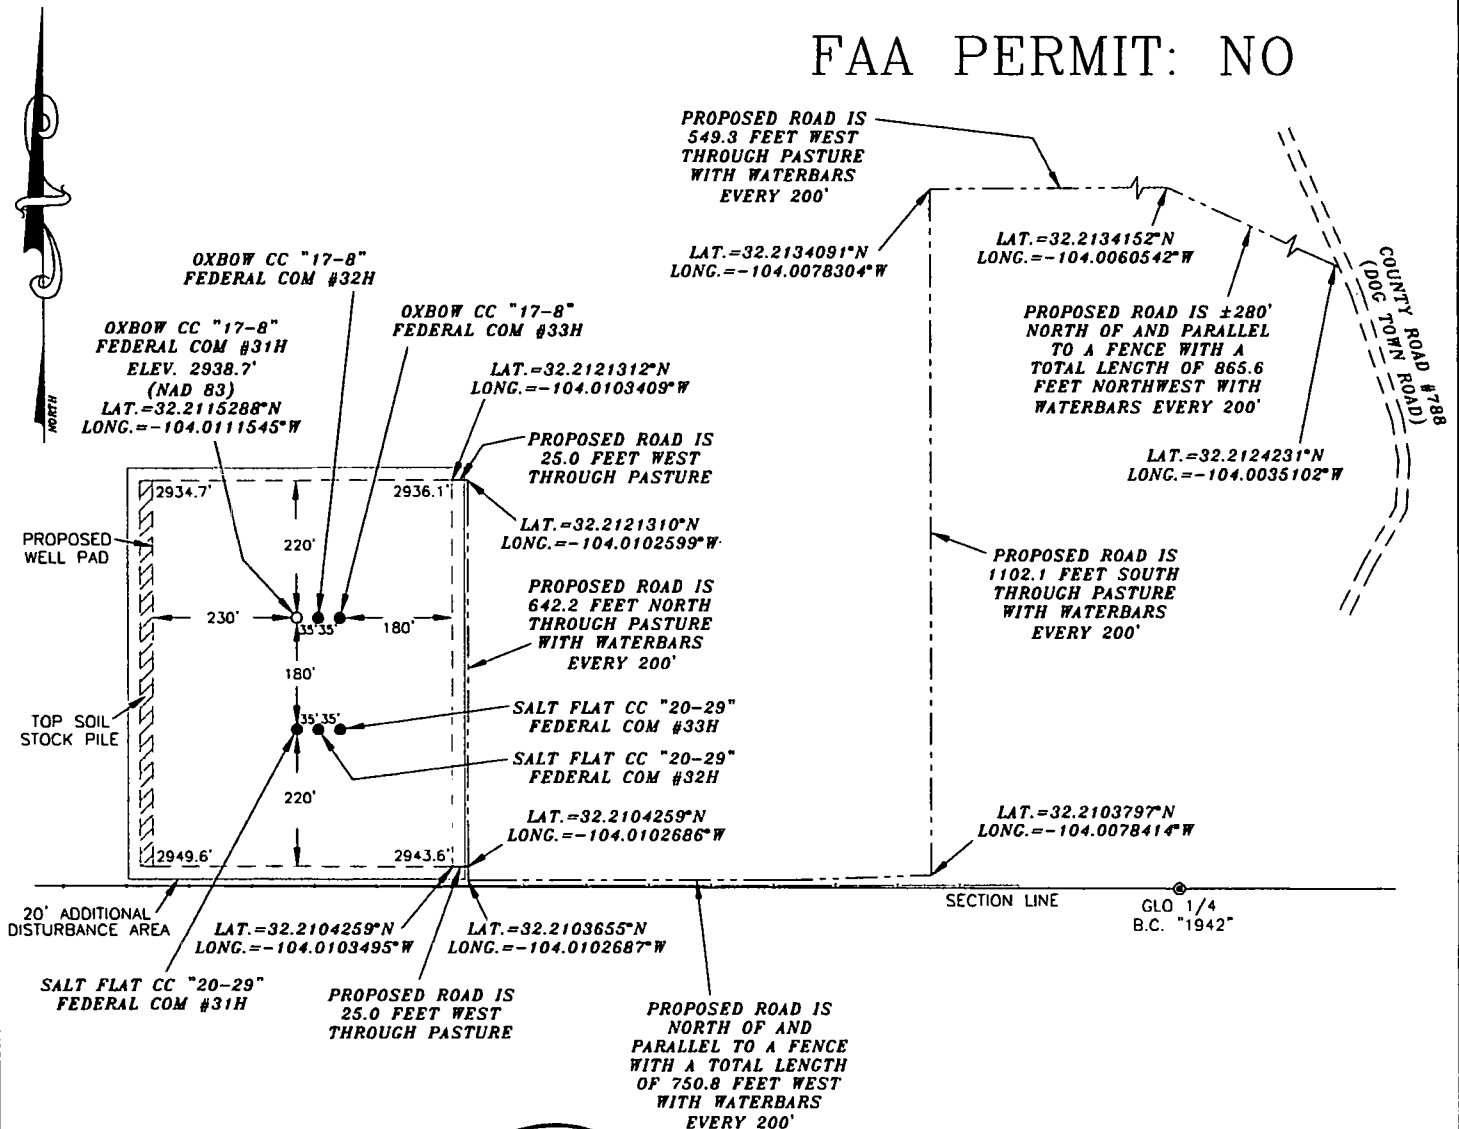 FAA PERMIT: NO
PROPOSED ROAD IS
549.3 FEET WEST
THROUGH PASTURE
WITH WATERBARS
EVERY 200'
LAT.=32.2134091°N
LONG.=-104.0078304°W
LAT.=32.2134152°N
LONG.=-104.0060542°W
COUNTY ROAD #788
(DOG TOWN ROAD)
OXBOW CC "17-8"
FEDERAL COM #32H
OXBOW CC "17-8"
FEDERAL COM #33H
OXBOW CC "17-8"
FEDERAL COM #31H
ELEV. 2938.7'
(NAD 83)
LAT.=32.2115288°N
LONG.=-104.0111545°W
NORTH
LAT.=32.2121312°N
LONG.=-104.0103409°W
PROPOSED ROAD IS ±280'
NORTH OF AND PARALLEL
TO A FENCE WITH A
TOTAL LENGTH OF 865.6
FEET NORTHWEST WITH
WATERBARS EVERY 200'
PROPOSED ROAD IS
25.0 FEET WEST
THROUGH PASTURE
LAT.=32.2124231°N
LONG.=-104.0035102°W
2934.7'
2936.1'
LAT.=32.2121310°N
LONG.=-104.0102599°W
PROPOSED
WELL PAD
220'
PROPOSED ROAD IS
1102.1 FEET SOUTH
THROUGH PASTURE
WITH WATERBARS
EVERY 200'
PROPOSED ROAD IS
642.2 FEET NORTH
THROUGH PASTURE
WITH WATERBARS
EVERY 200'
230'
35' 35'
180'
180'
TOP SOIL
STOCK PILE
35' 35'
SALT FLAT CC "20-29"
FEDERAL COM #33H
SALT FLAT CC "20-29"
FEDERAL COM #32H
220'
LAT.=32.2104259°N
LONG.=-104.0102686°W
LAT.=32.2103797°N
LONG.=-104.0078414°W
2949.6'
2943.6'
SECTION LINE
GLO 1/4
B.C. "1942"
20' ADDITIONAL
DISTURBANCE AREA
LAT.=32.2104259°N
LONG.=-104.0103495°W
LAT.=32.2103655°N
LONG.=-104.0102687°W
SALT FLAT CC "20-29"
FEDERAL COM #31H
PROPOSED ROAD IS
25.0 FEET WEST
THROUGH PASTURE
PROPOSED ROAD IS
NORTH OF AND
PARALLEL TO A FENCE
WITH A TOTAL LENGTH
OF 750.8 FEET WEST
WITH WATERBARS
EVERY 200'